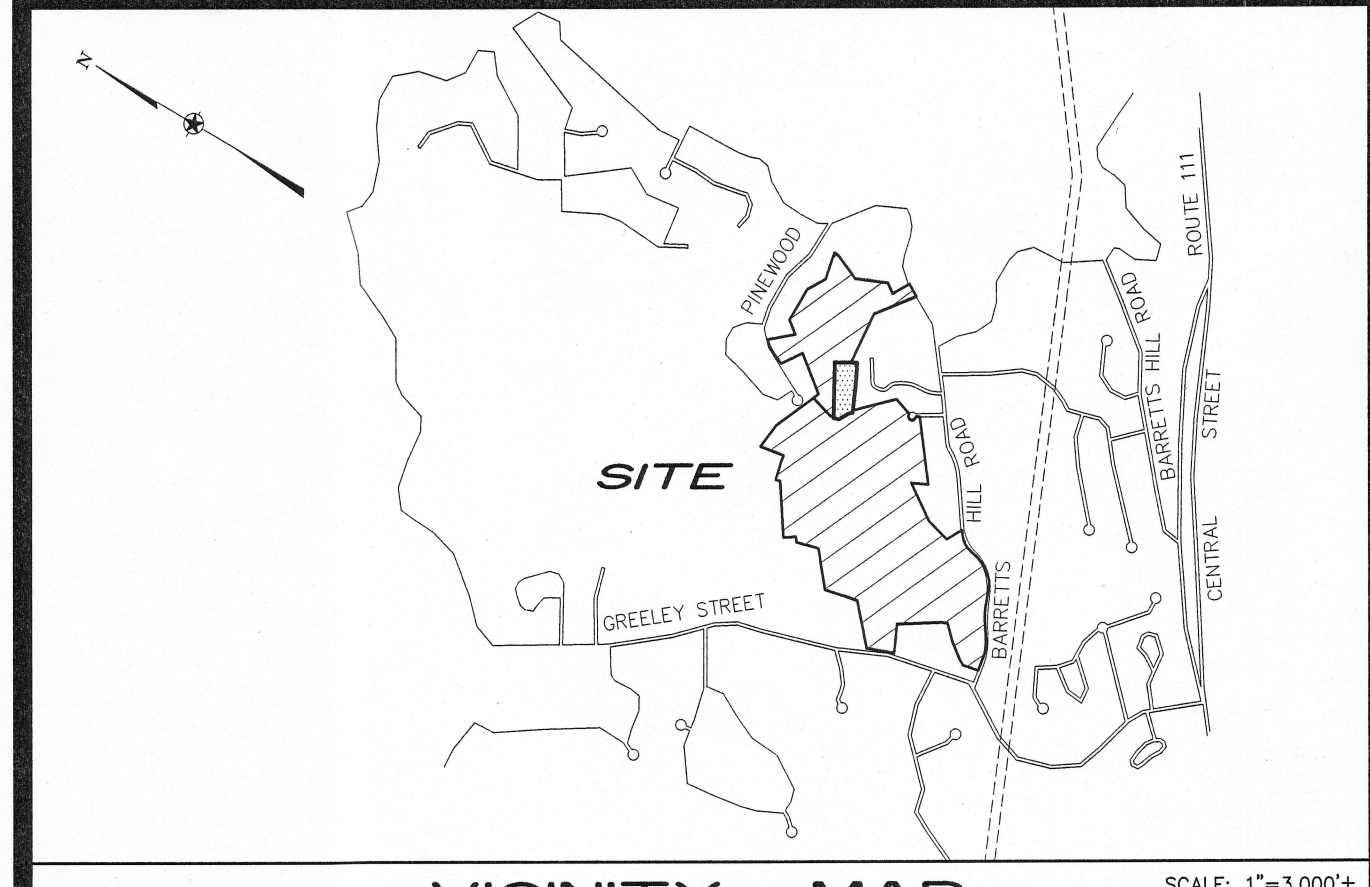 N
ROUTE 111
PINEWOOD
BARRETTS HILL ROAD
SITE
HILL ROAD
CENTRAL STREET
GREELEY STREET
BARRETTS
VICINITY MAP
SCALE: 1"=3,000'±